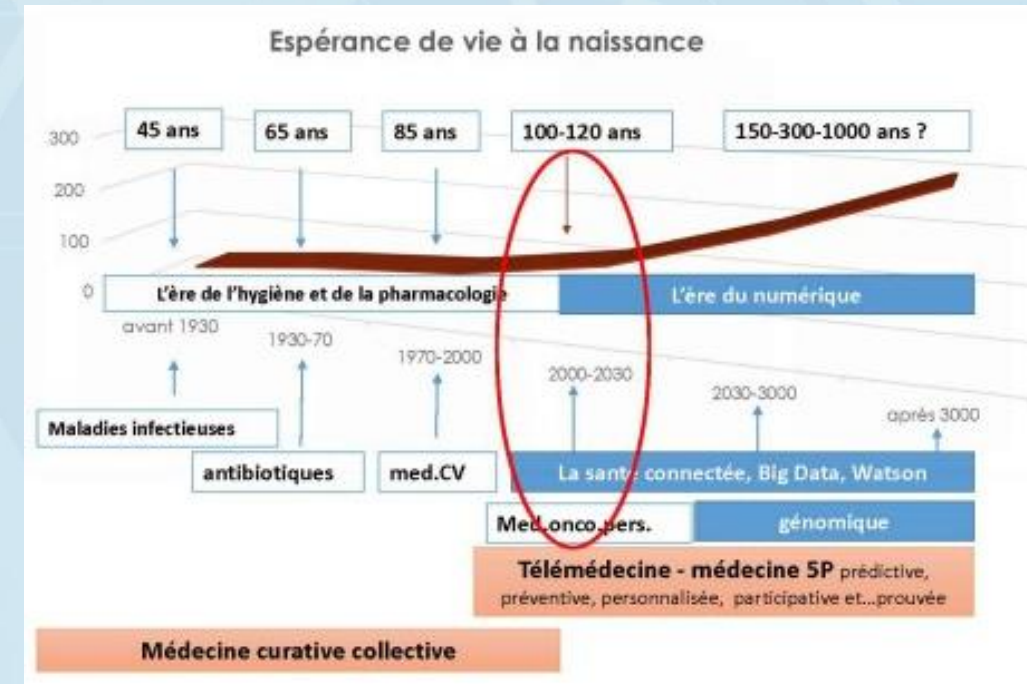 Espérance de vie à la naissance
45 ans
65 ans
85 ans
100-120 ans
150-300-1000 ans ?
300
200
100
0
L'ère de l'hygiène et de la pharmacologie
L'ère du numérique
avant 1930
1930-70
1970-2000
2000-2030
2030-3000
après 3000
Maladies infectieuses
antibiotiques
med.CV
La santé connectée, Big Data, Watson
Med.onco.pers.
génomique
Télémédecine - médecine 5P prédictive,
préventive, personnalisée, participative et...prouvée
Médecine curative collective